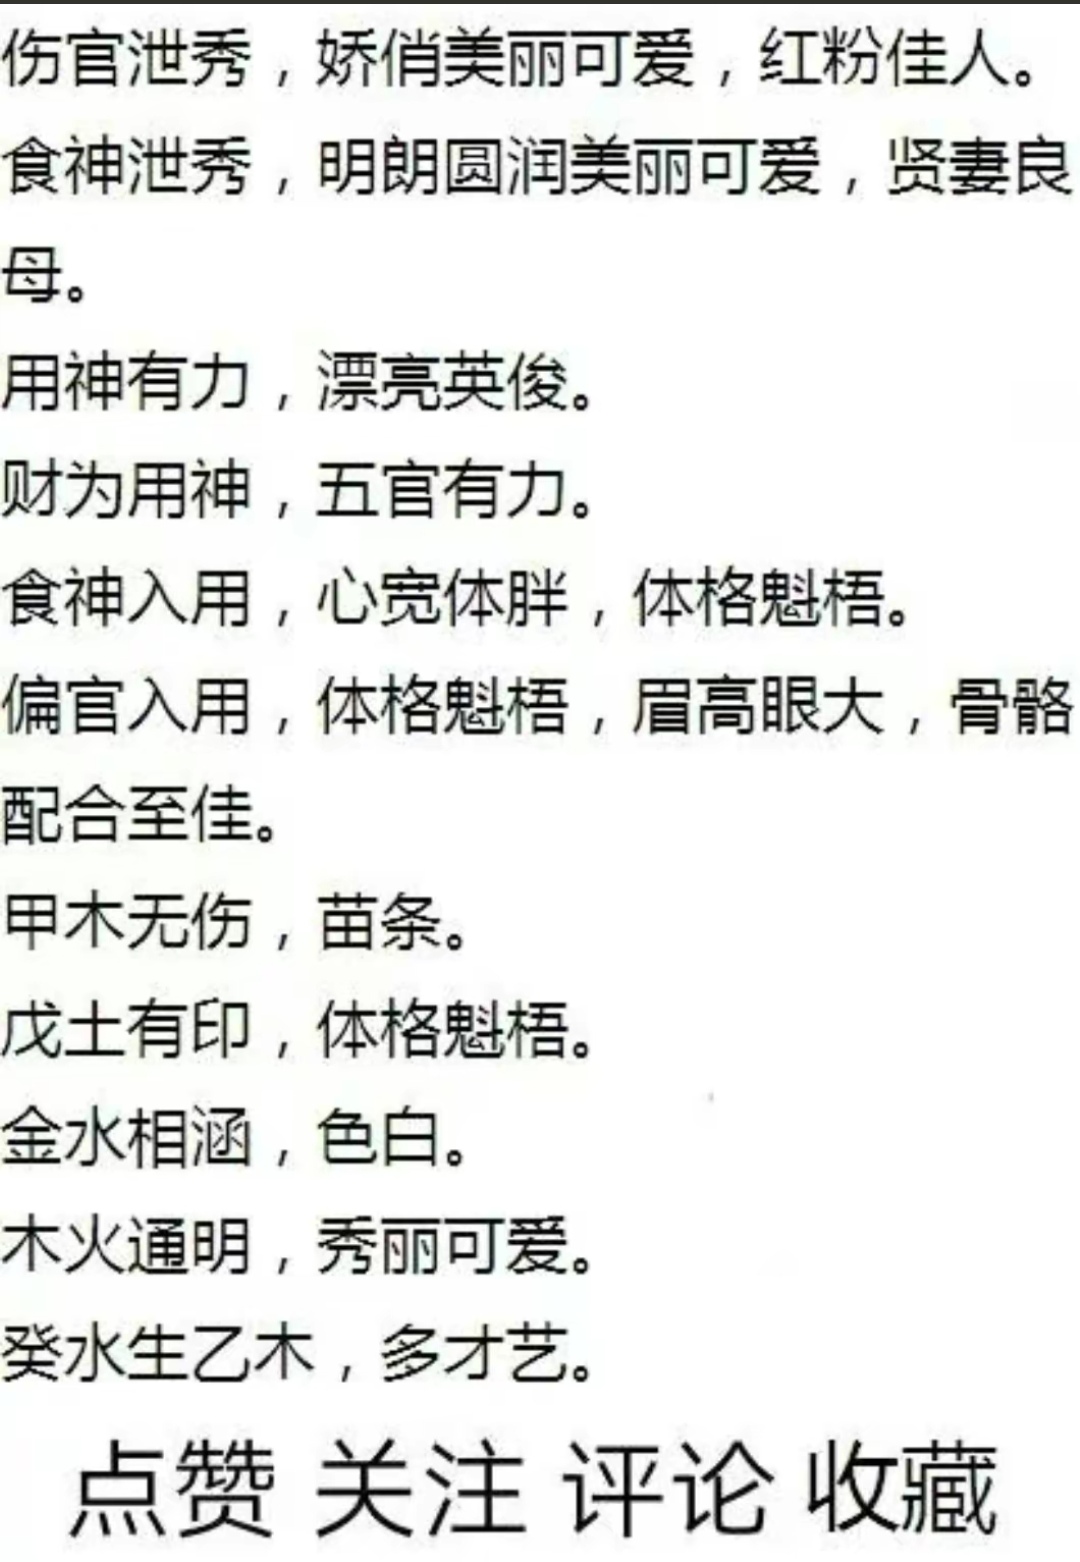 伤官泄秀，娇俏美丽可爱，红粉佳人。
食神泄秀，明朗圆润美丽可爱，贤妻良
母。
用神有力，漂亮英俊。
财为用神，五官有力。
食神入用，心宽体胖，体格魁梧。
偏官入用，体格魁梧，眉高眼大，骨骼
配合至佳。
甲木无伤，苗条。
戊土有印，体格魁梧。
金水相涵，色白。
木火通明，秀丽可爱。
癸水生乙木，多才艺。
点赞 关注 评论 收藏